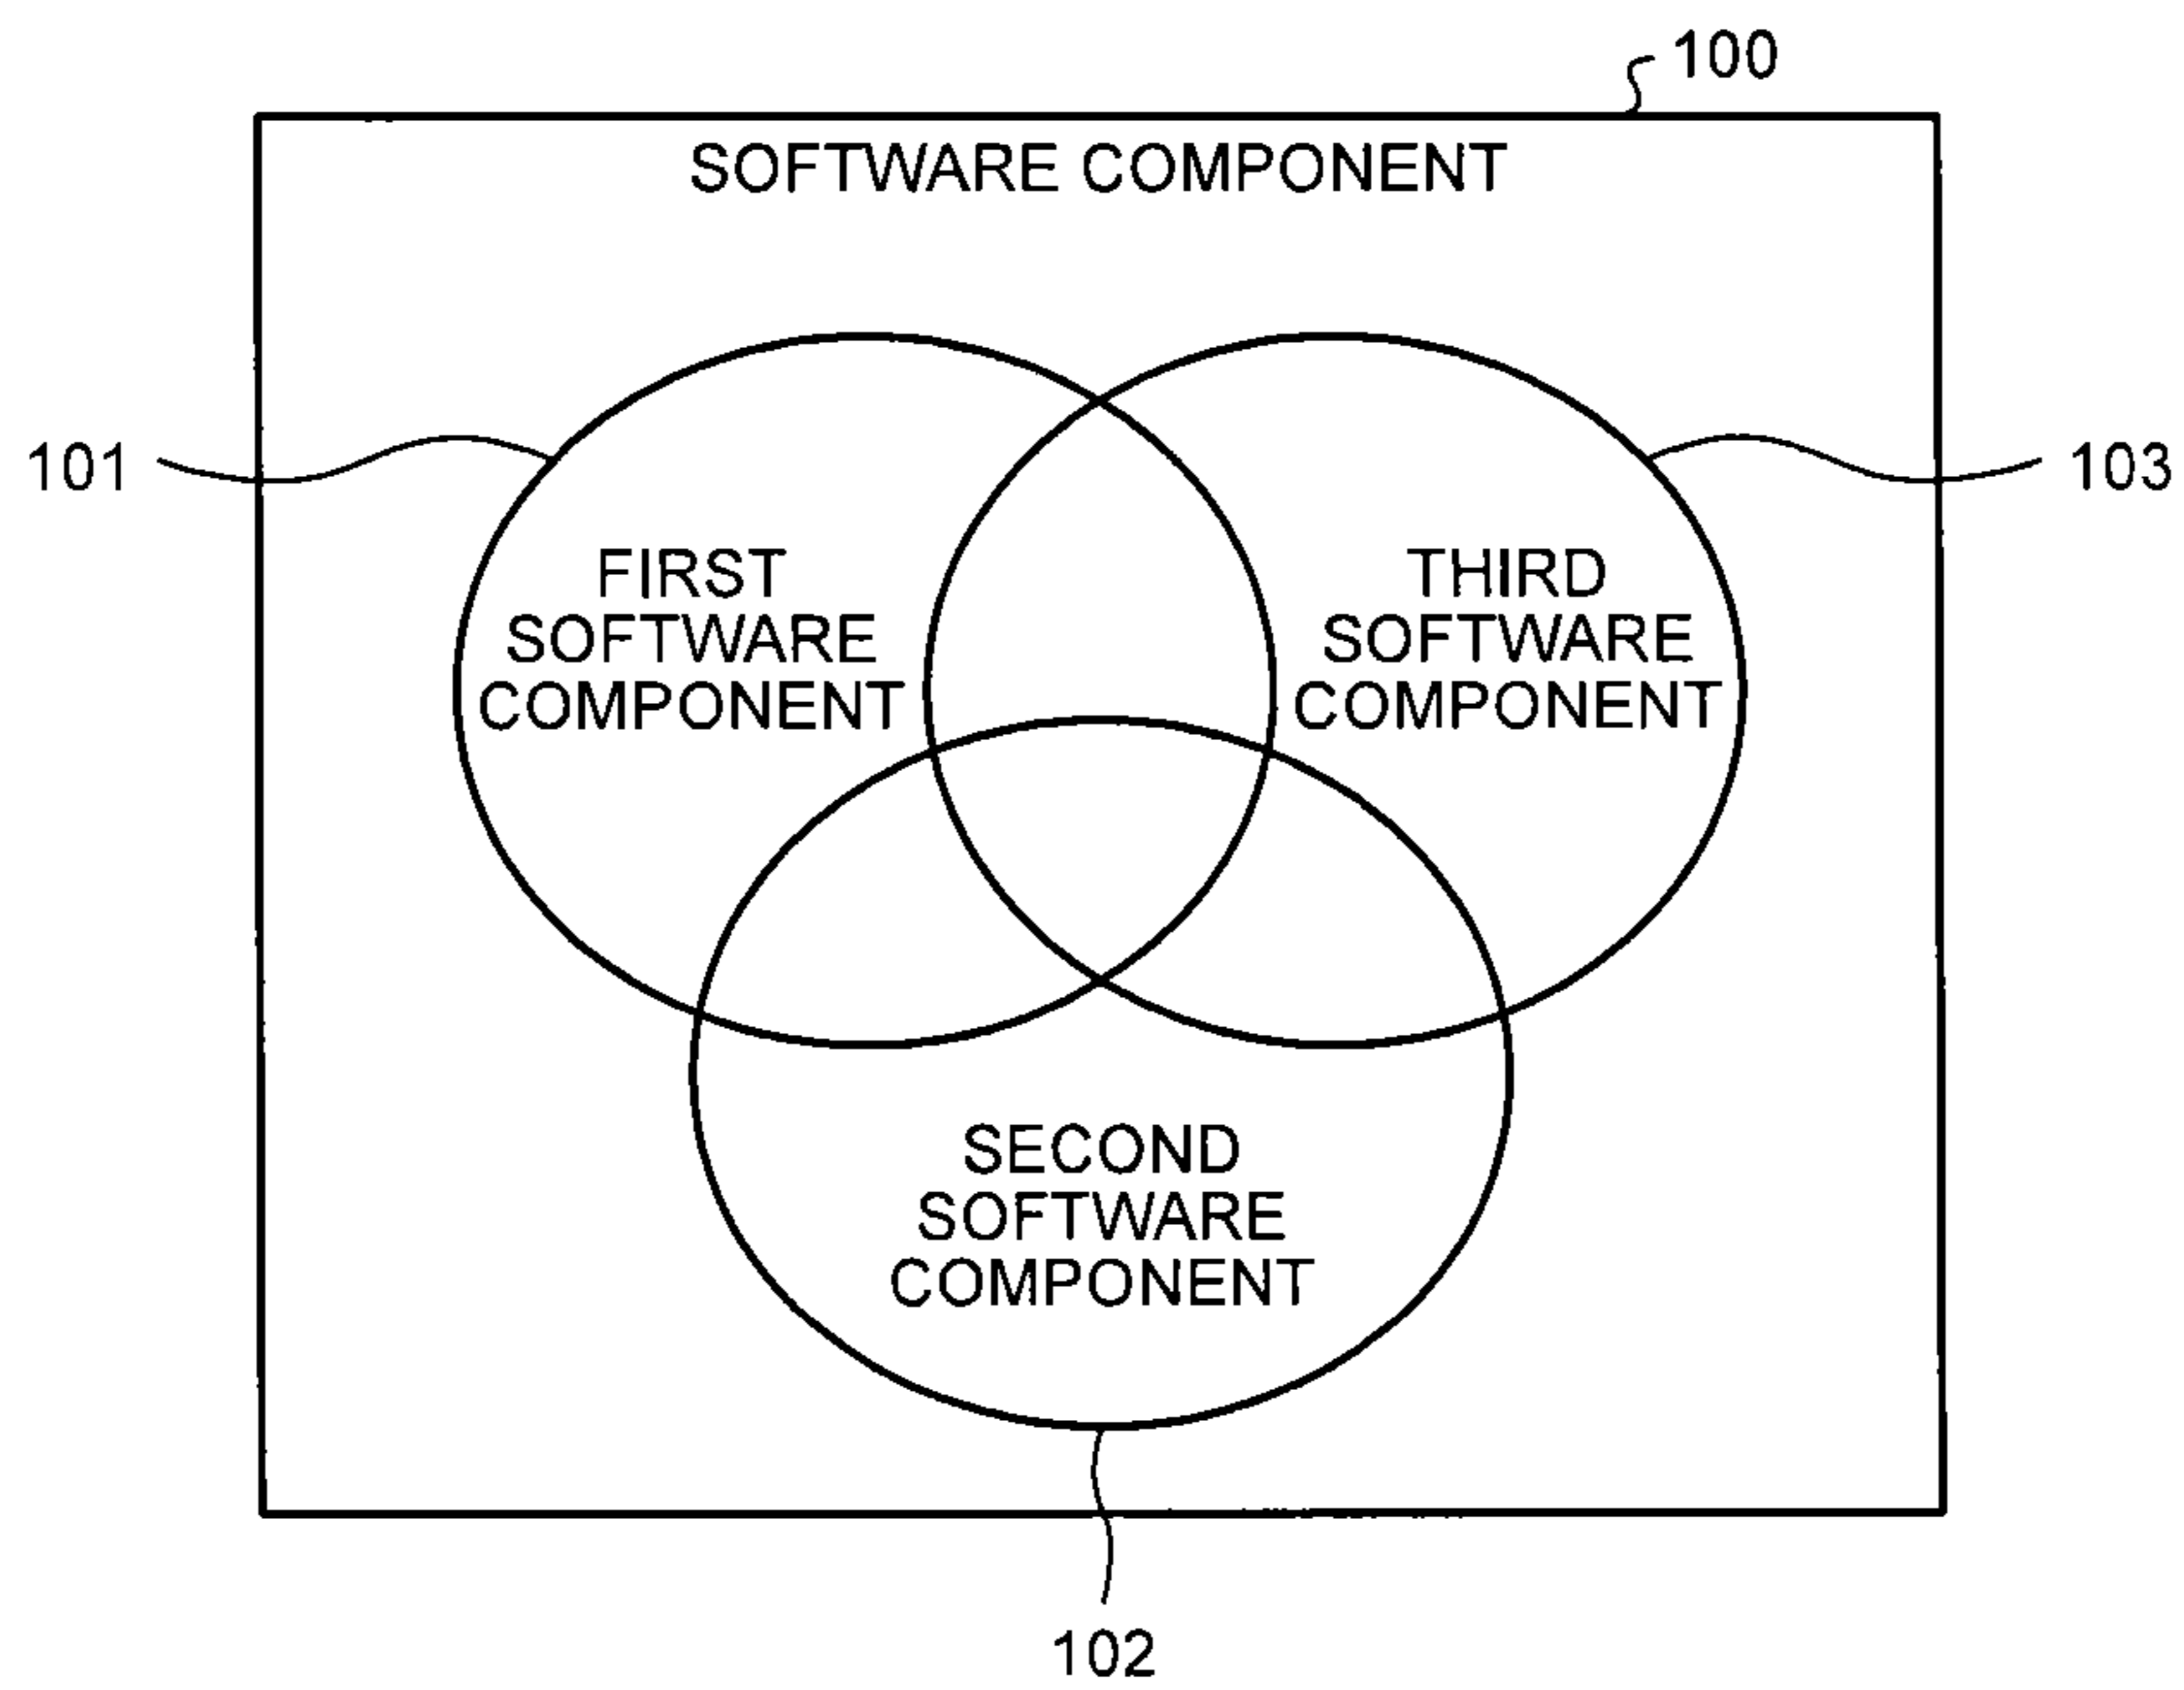 100
SOFTWARE COMPONENT
101
103
FIRST
SOFTWARE
COMPONENT
THIRD
SOFTWARE
COMPONENT
SECOND
SOFTWARE
COMPONENT
102